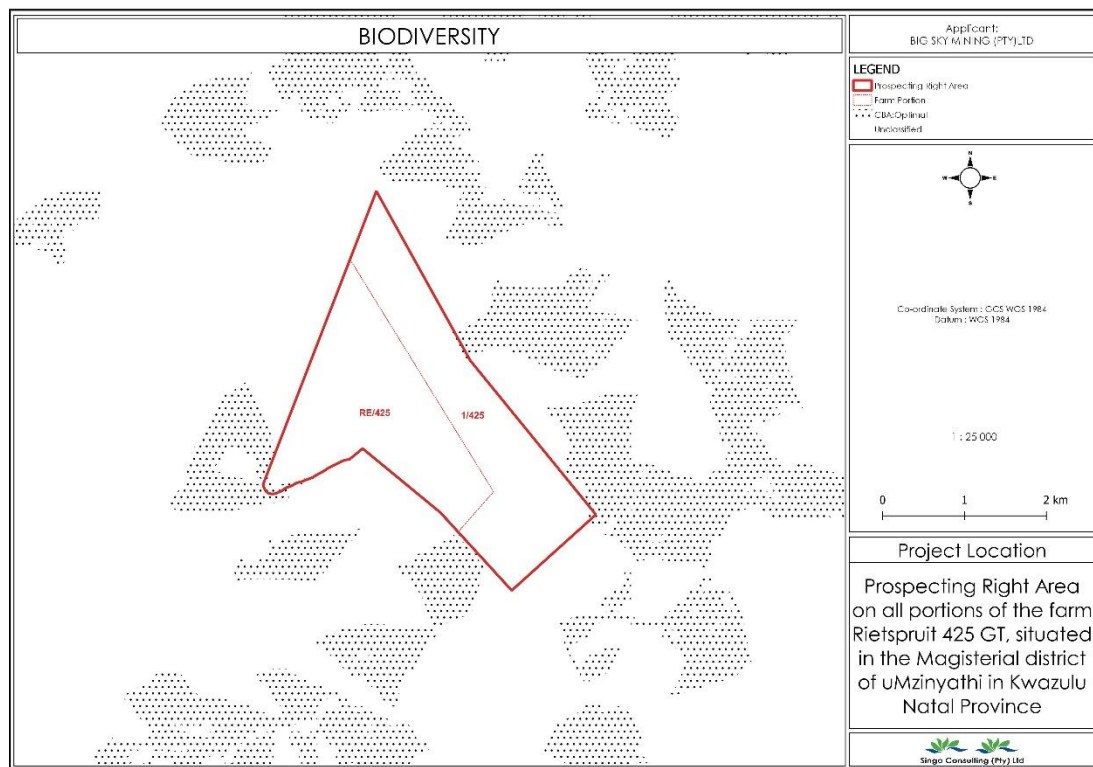 BIODIVERSITY
Applicant:
BIG SKY MINING (PTY)LTD
LEGEND
Prospecting Right Area
Farm Portion
CBA:Optimal
Unclassified
N
W E
S
Co-ordinate System : GCS WGS 1984
Datum : WGS 1984
1 : 25 000
0 1 2 km
RE/425
1/425
Project Location
Prospecting Right Area
on all portions of the farm
Rietspruit 425 GT, situated
in the Magisterial district
of uMzinyathi in Kwazulu
Natal Province
Singo Consulting (Pty) Ltd